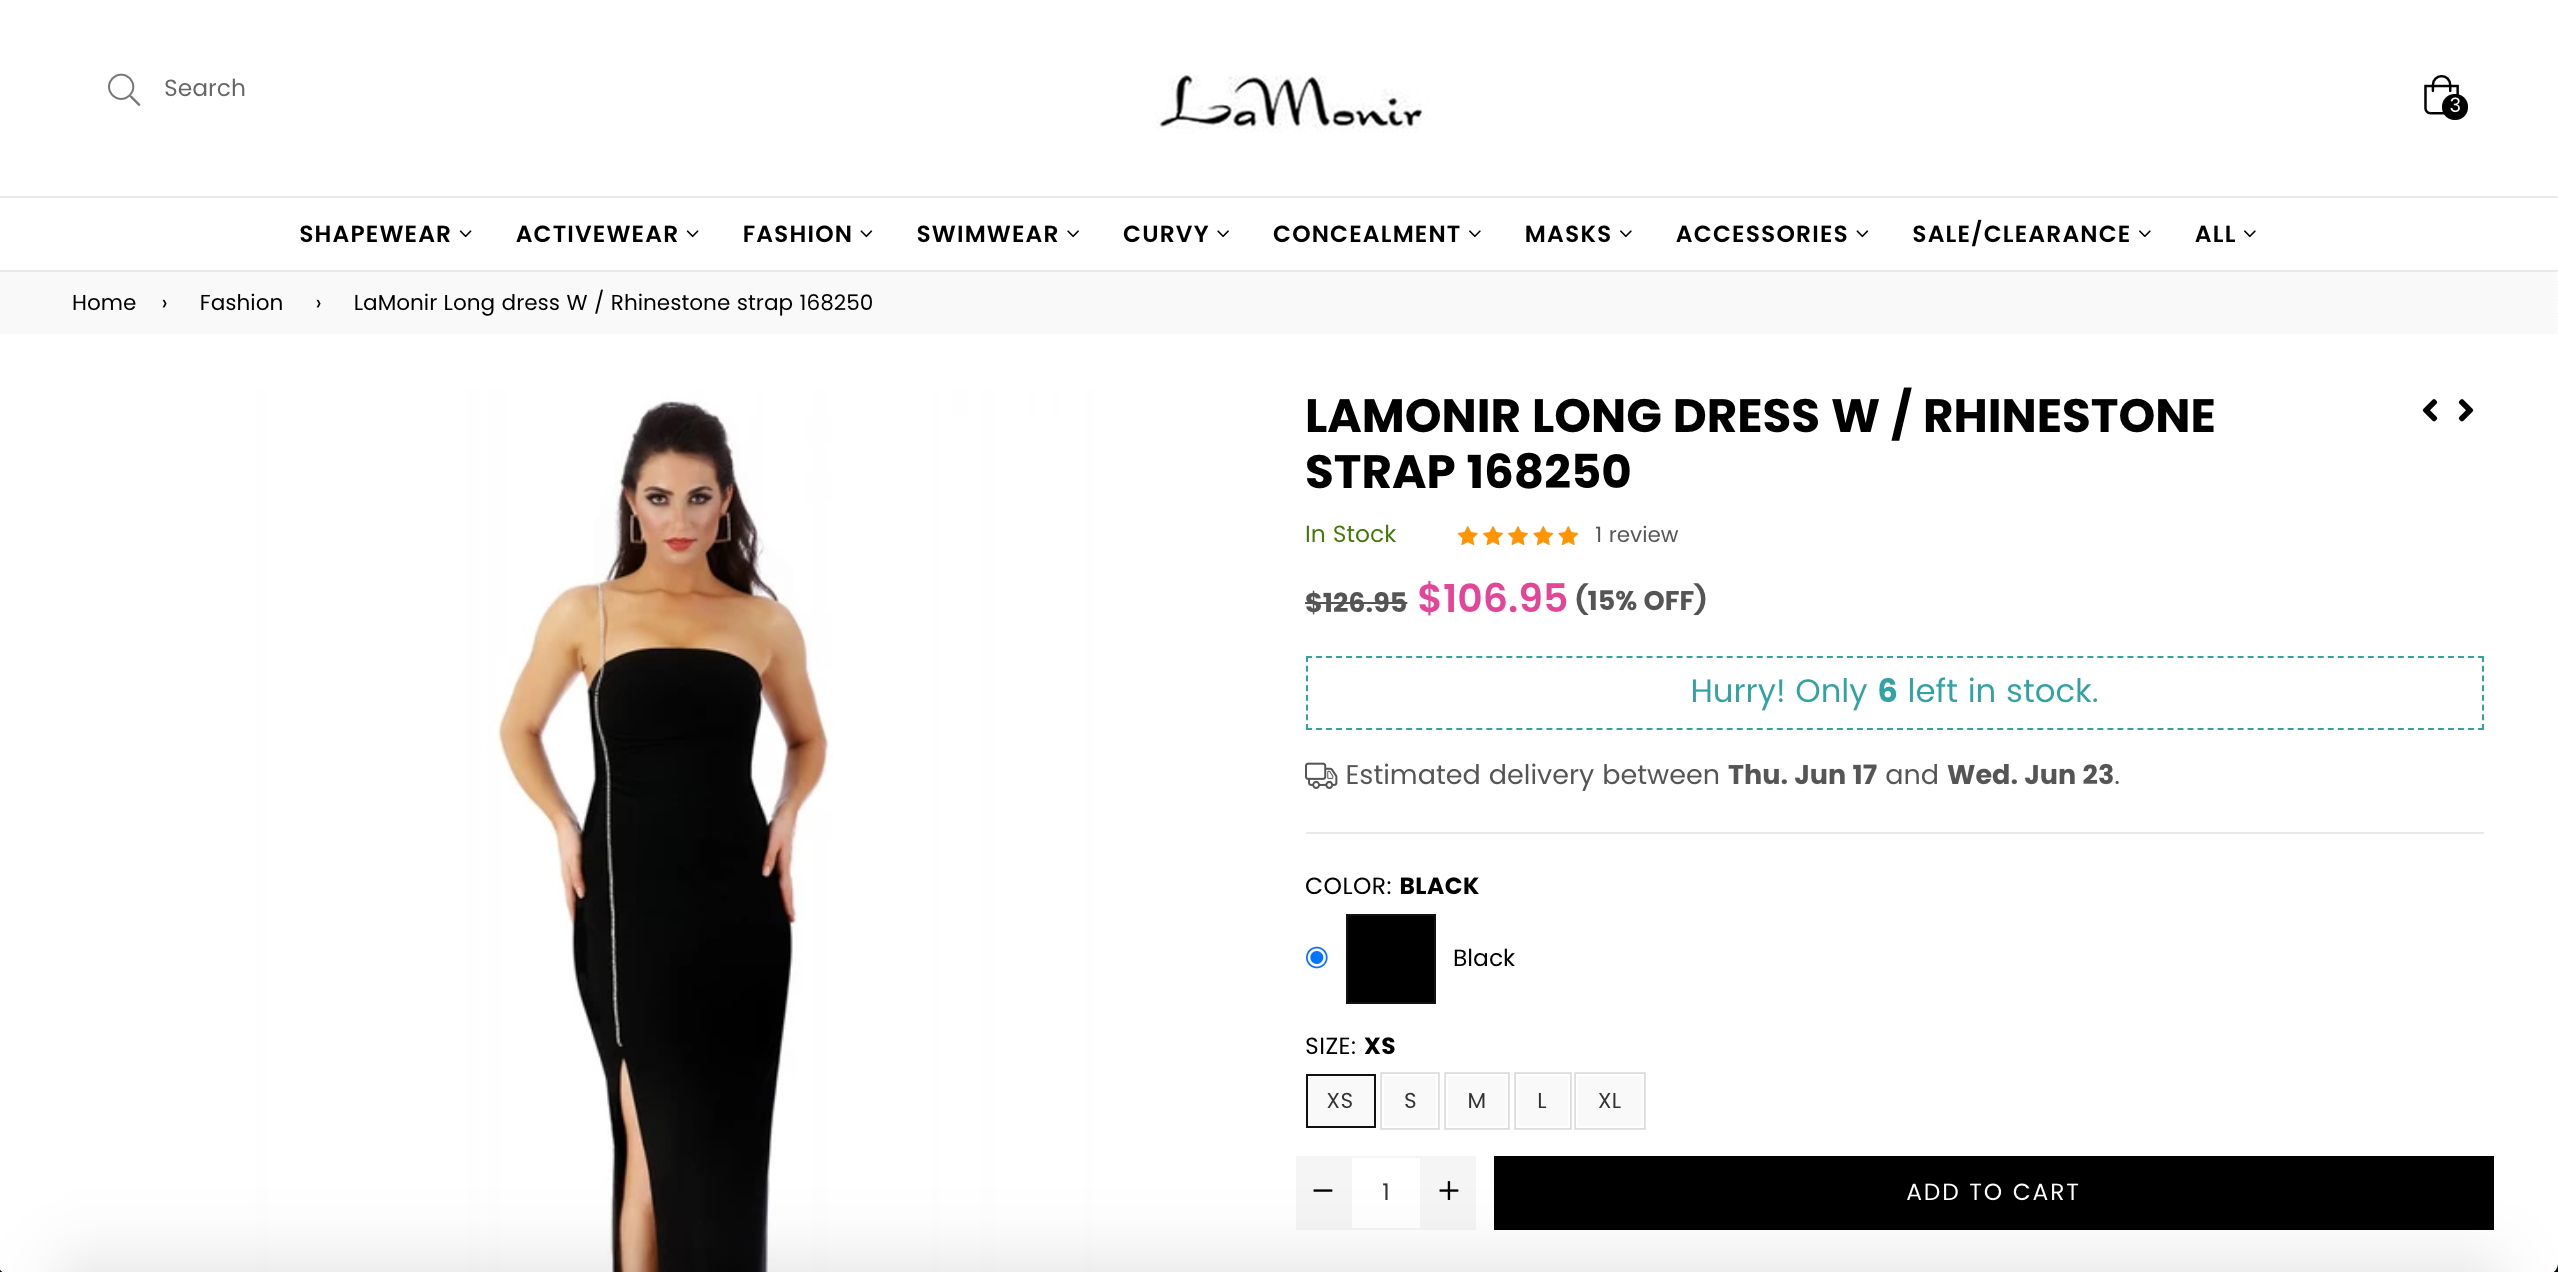 Search
LaMonir
3
SHAPEWEAR ACTIVEWEAR FASHION SWIMWEAR CURVY CONCEALMENT MASKS ACCESSORIES SALE/CLEARANCE ALL
Home › Fashion › LaMonir Long dress W / Rhinestone strap 168250
LAMONIR LONG DRESS W / RHINESTONE
STRAP 168250
In Stock 1 review
$126.95 $106.95 (15% OFF)
Hurry! Only 6 left in stock.
Estimated delivery between Thu. Jun 17 and Wed. Jun 23.
COLOR: BLACK
Black
SIZE: XS
XS S M L XL
− 1 + ADD TO CART